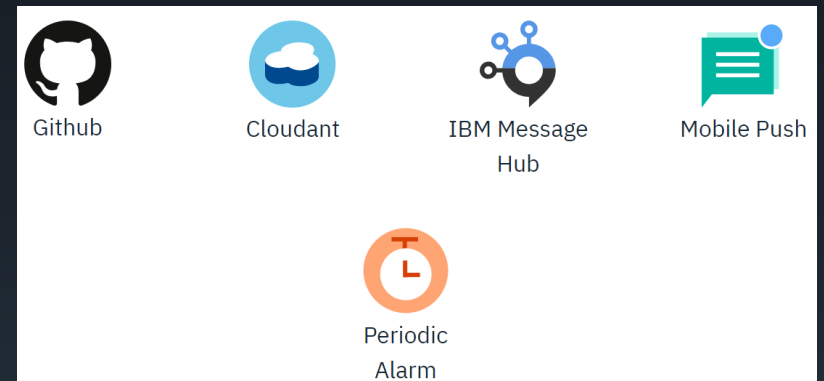 Github
Cloudant
IBM Message
Hub
Mobile Push
Periodic
Alarm